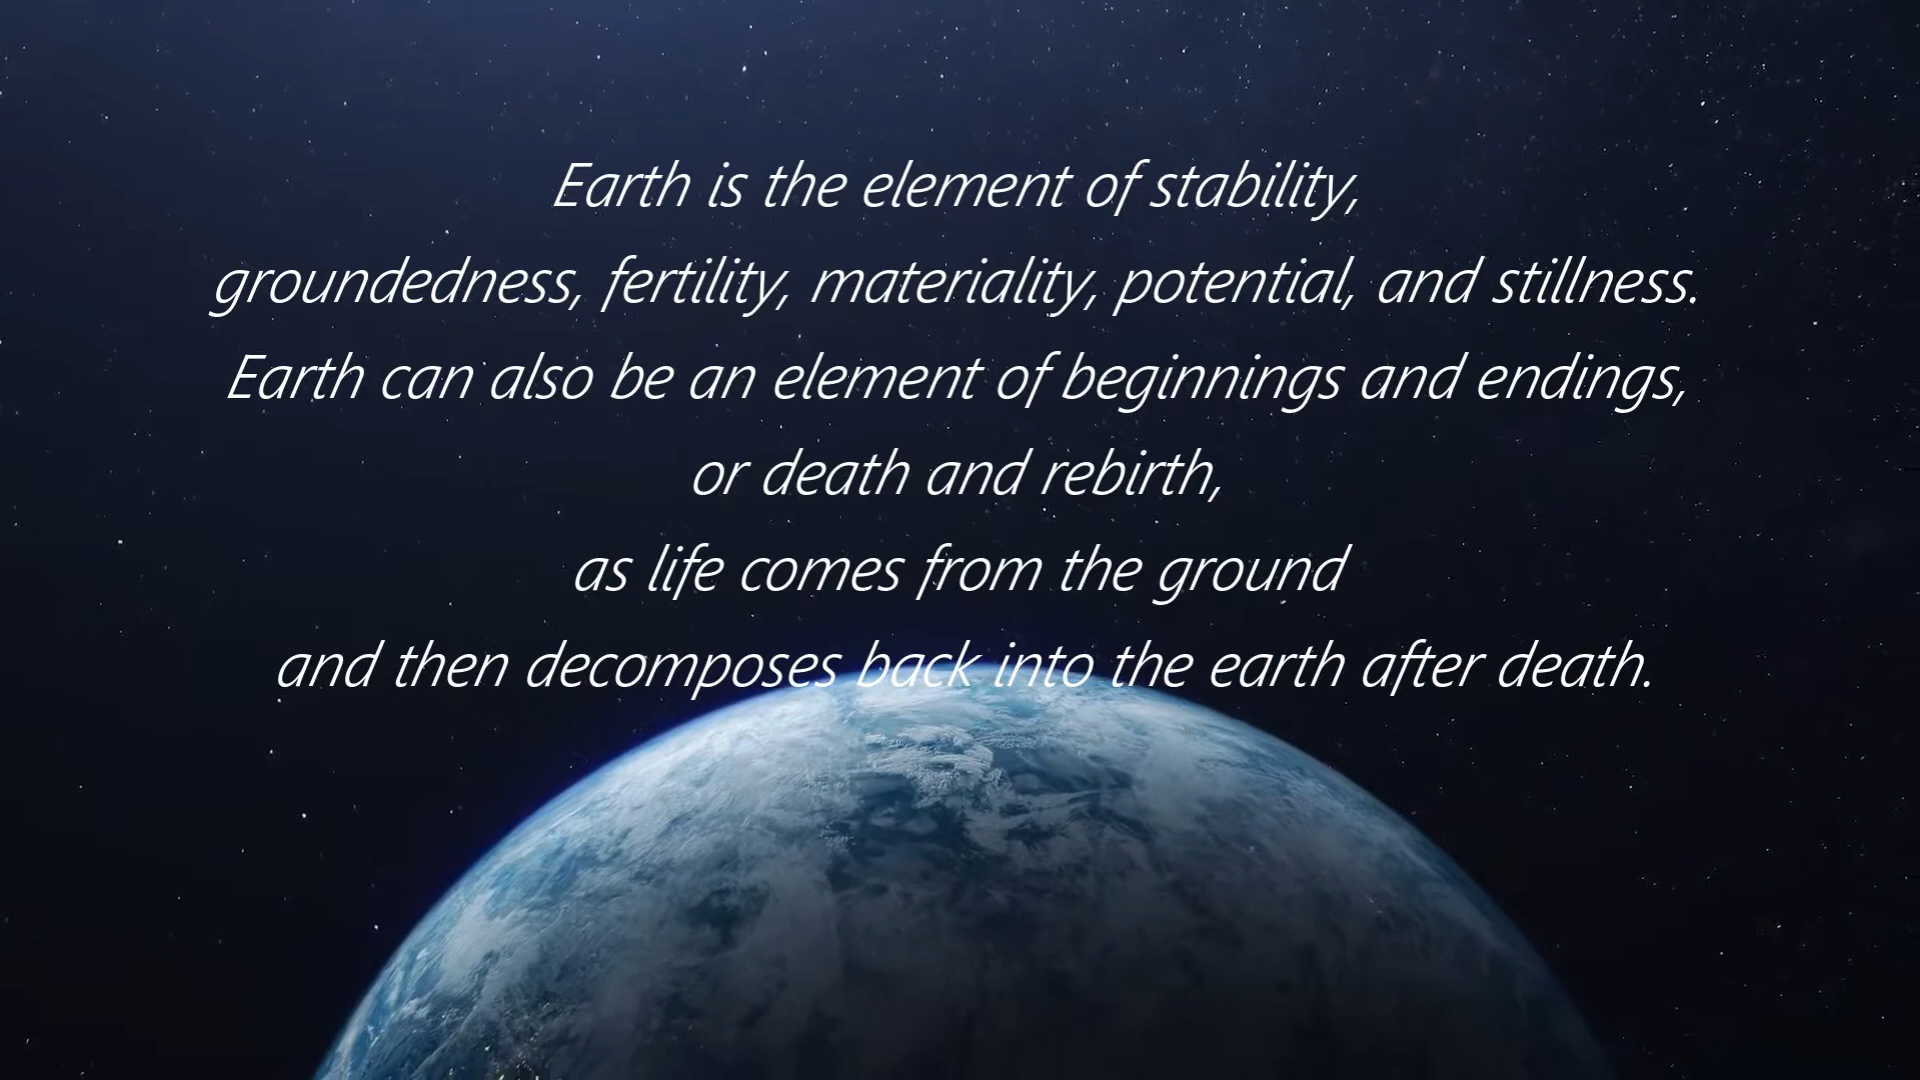 Earth is the element of stability,
groundedness, fertility, materiality, potential, and stillness.
Earth can also be an element of beginnings and endings,
or death and rebirth,
as life comes from the ground
and then decomposes back into the earth after death.